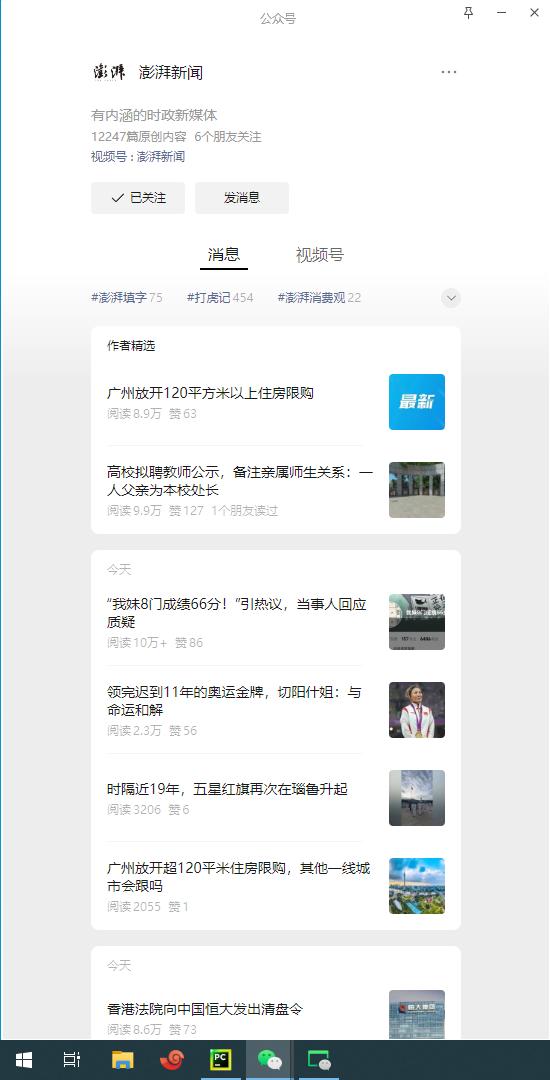 公众号
澎湃 澎湃新闻
有内涵的时政新媒体
12247篇原创内容 6个朋友关注
视频号 : 澎湃新闻
已关注 发消息
消息 视频号
#澎湃填字 75 #打虎记 454 #澎湃消费观 22
作者精选
广州放开120平方米以上住房限购
阅读 8.9万 赞 63
最新
高校拟聘教师公示，备注亲属师生关系：一
人父亲为本校处长
阅读 9.9万 赞 127 1个朋友读过
今天
“我妹8门成绩66分！”引热议，当事人回应
质疑
阅读 10万+ 赞 86
领完迟到11年的奥运金牌，切阳什姐：与
命运和解
阅读 2.3万 赞 56
时隔近19年，五星红旗再次在瑙鲁升起
阅读 3206 赞 6
广州放开超120平米住房限购，其他一线城
市会跟吗
阅读 2055 赞 1
今天
香港法院向中国恒大发出清盘令
阅读 8.6万 赞 73
PC